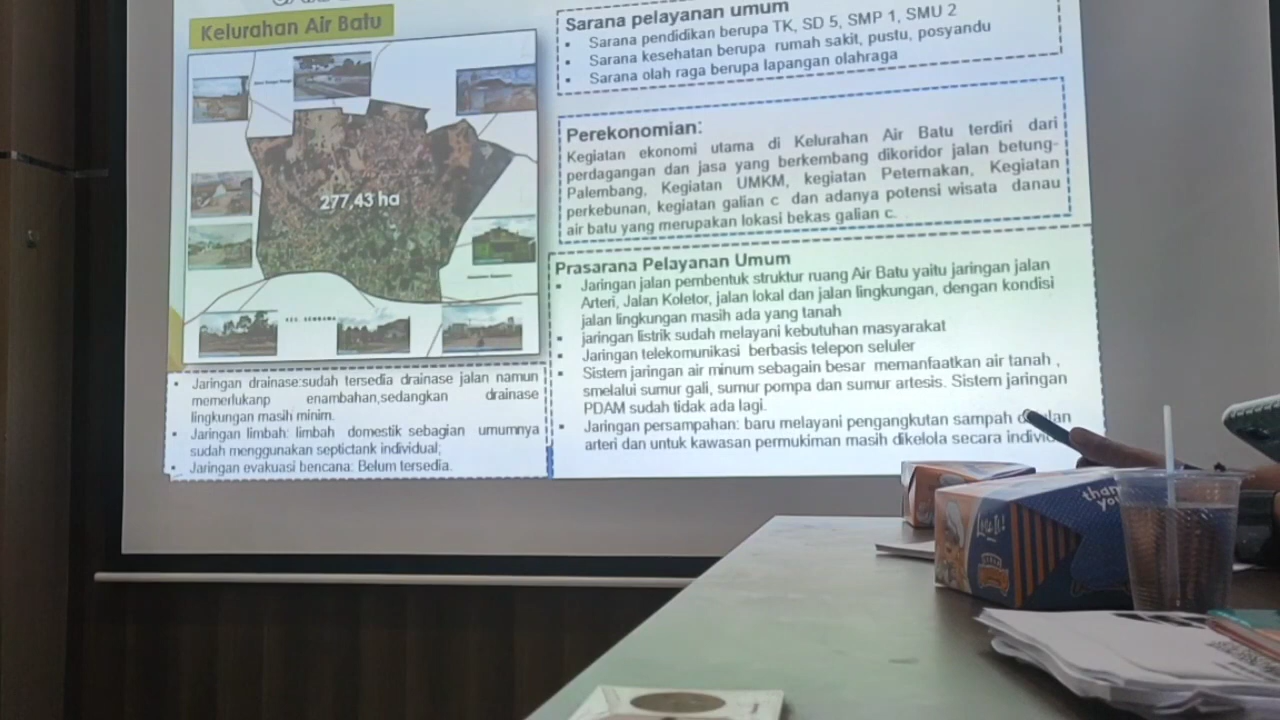 Kelurahan Air Batu
277,43 ha
Jaringan drainase:sudah tersedia drainase jalan namun
memerlukanp enambahan,sedangkan drainase
lingkungan masih minim.
Jaringan limbah: limbah domestik sebagian umumnya
sudah menggunakan septictank individual;
Jaringan evakuasi bencana: Belum tersedia.
Sarana pelayanan umum
Sarana pendidikan berupa TK, SD 5, SMP 1, SMU 2
Sarana kesehatan berupa rumah sakit, pustu, posyandu
Sarana olah raga berupa lapangan olahraga
Perekonomian:
Kegiatan ekonomi utama di Kelurahan Air Batu terdiri dari
perdagangan dan jasa yang berkembang dikoridor jalan betung-
Palembang, Kegiatan UMKM, kegiatan Peternakan, Kegiatan
perkebunan, kegiatan galian c dan adanya potensi wisata danau
air batu yang merupakan lokasi bekas galian c.
Prasarana Pelayanan Umum
Jaringan jalan pembentuk struktur ruang Air Batu yaitu jaringan jalan
Arteri, Jalan Koletor, jalan lokal dan jalan lingkungan, dengan kondisi
jalan lingkungan masih ada yang tanah
jaringan listrik sudah melayani kebutuhan masyarakat
Jaringan telekomunikasi berbasis telepon seluler
Sistem jaringan air minum sebagain besar memanfaatkan air tanah ,
smelalui sumur gali, sumur pompa dan sumur artesis. Sistem jaringan
PDAM sudah tidak ada lagi.
Jaringan persampahan: baru melayani pengangkutan sampah
arteri dan untuk kawasan permukiman masih dikelola secara